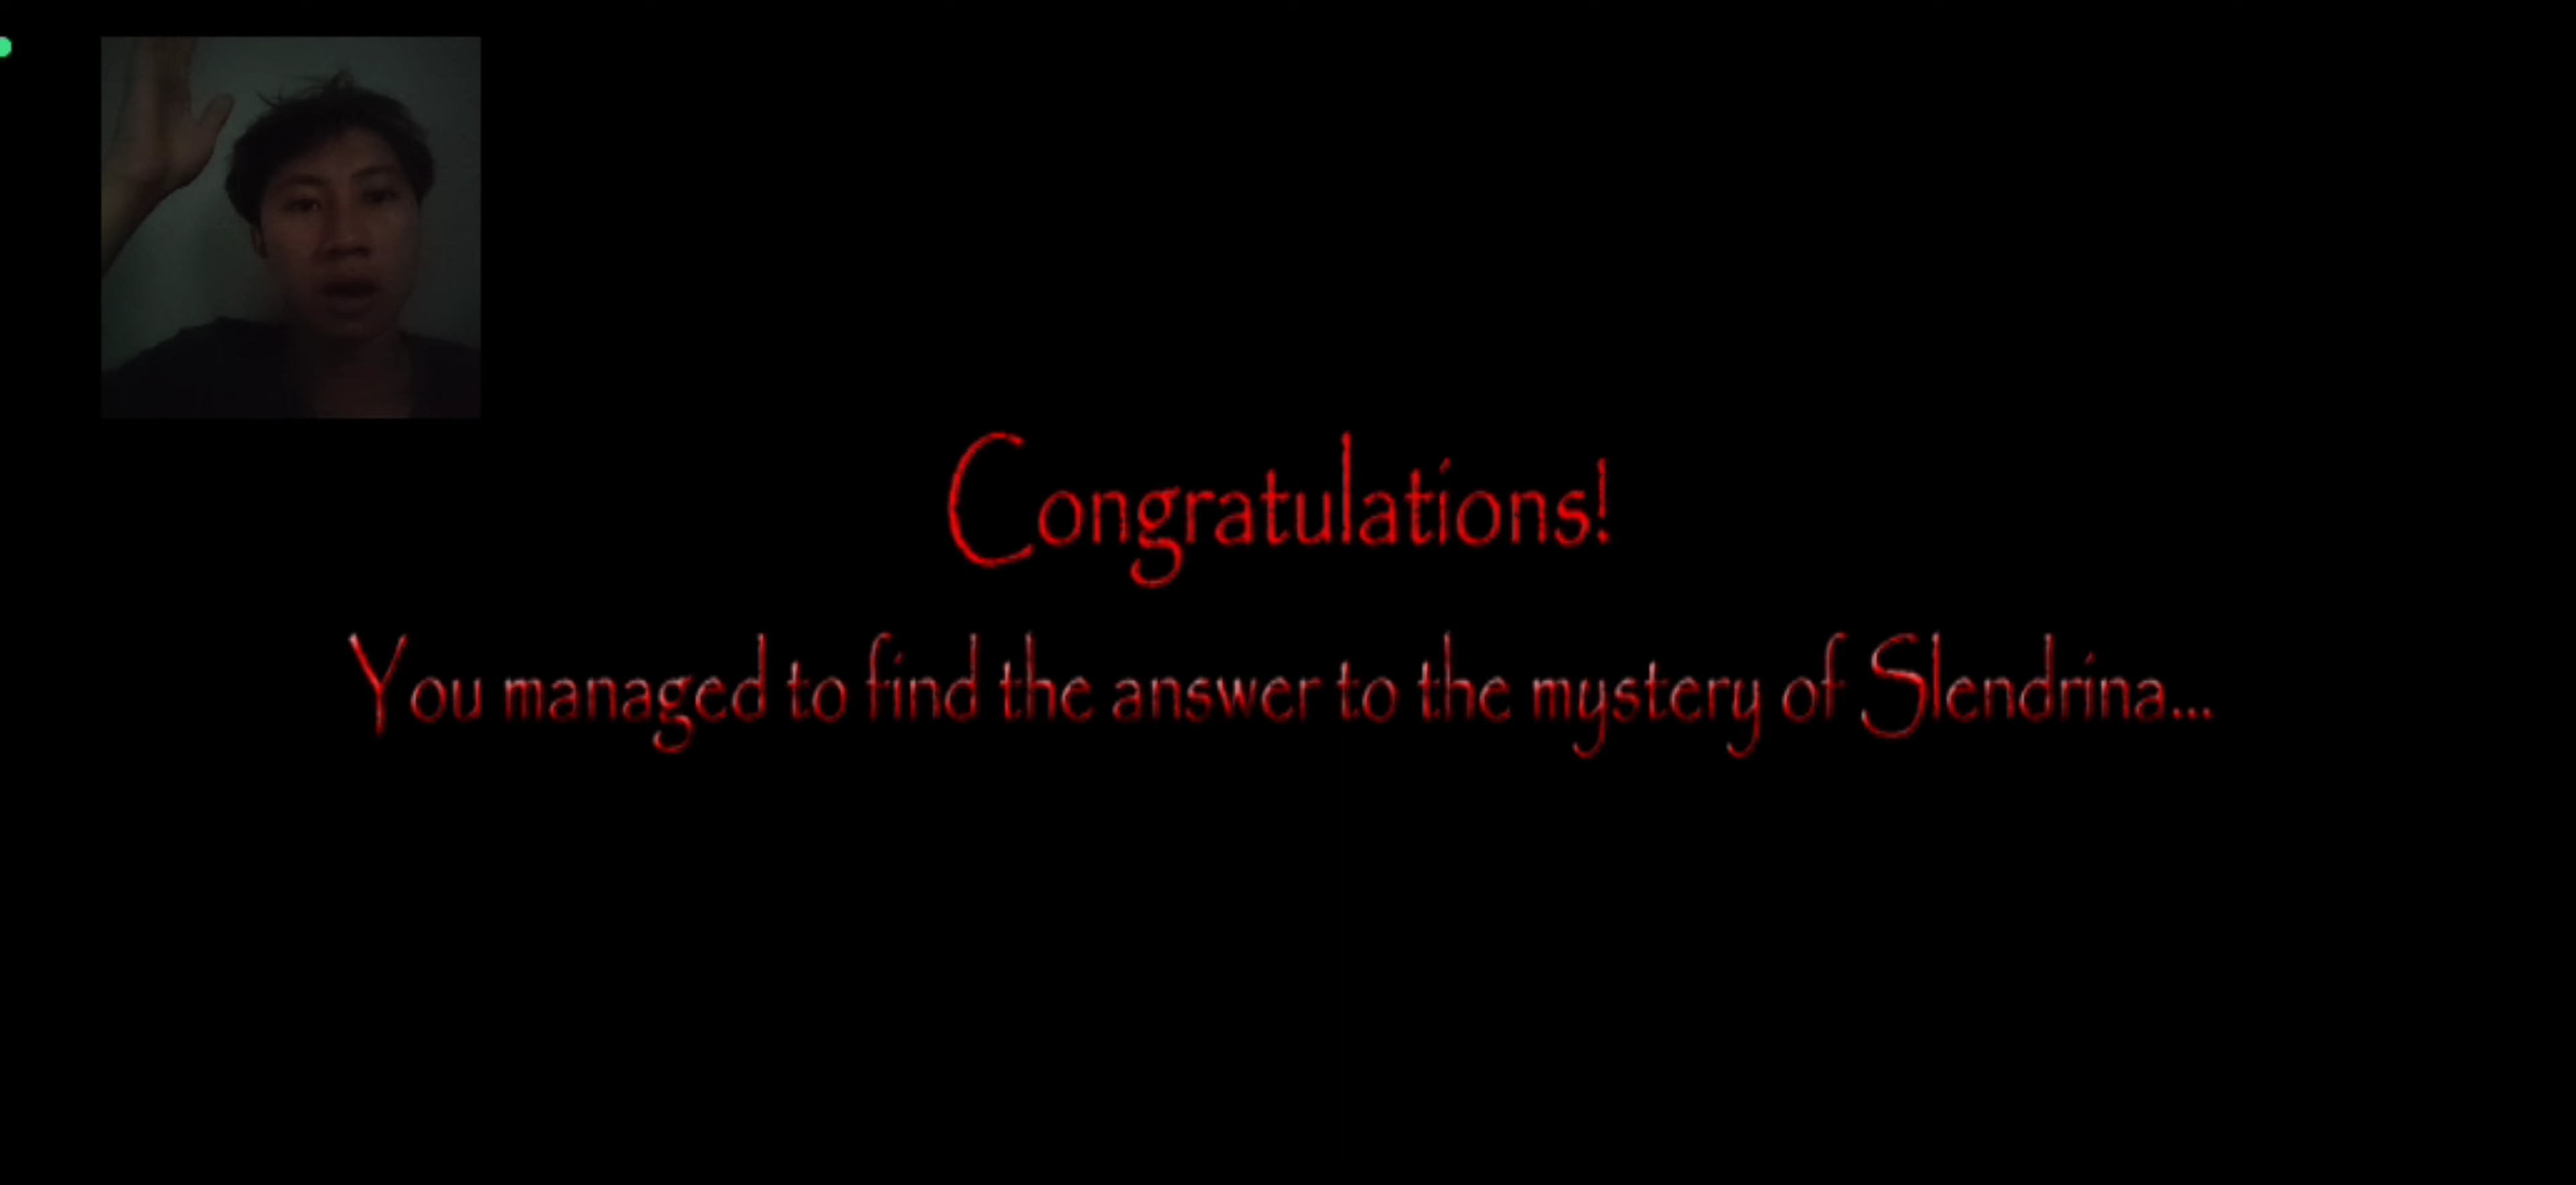 Congratulations!
You managed to find the answer to the mystery of Slendrina...